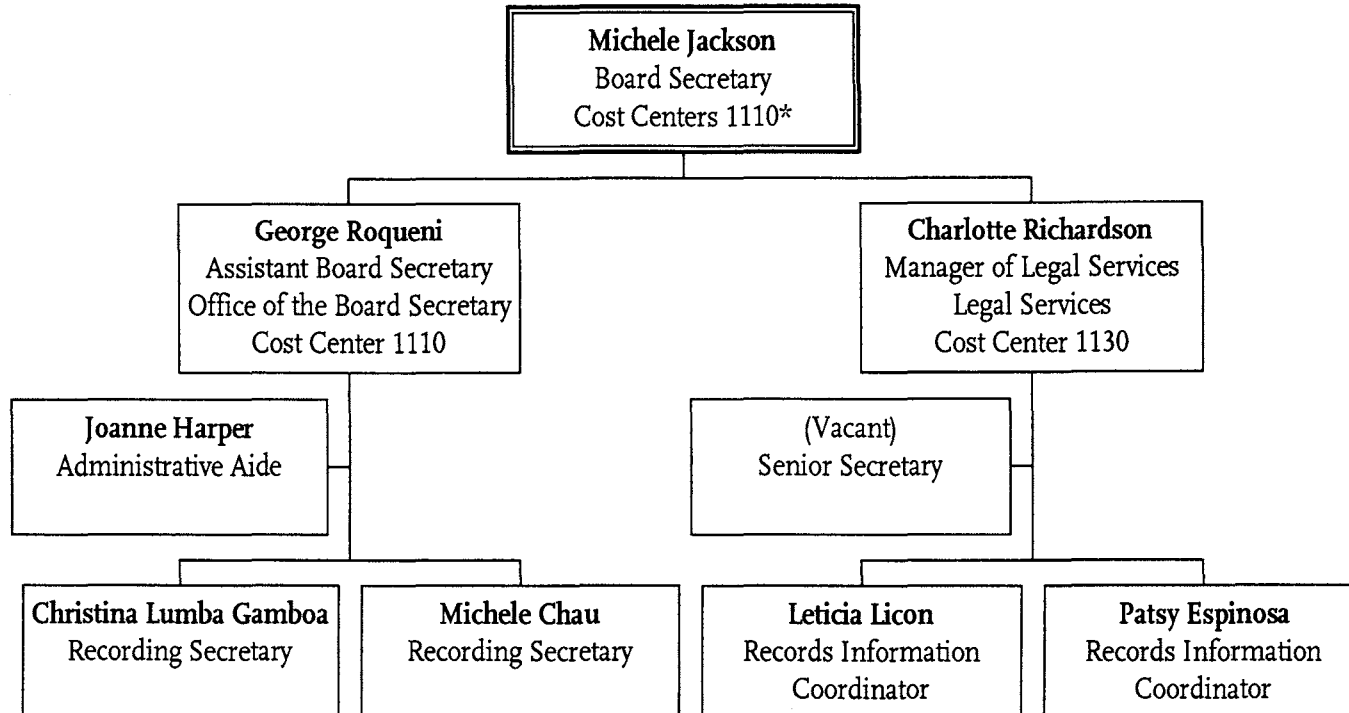 Michele Jackson
Board Secretary
Cost Centers 1110*
George Roqueni
Assistant Board Secretary
Office of the Board Secretary
Cost Center 1110
Charlotte Richardson
Manager of Legal Services
Legal Services
Cost Center 1130
Joanne Harper
Administrative Aide
(Vacant)
Senior Secretary
Christina Lumba Gamboa
Recording Secretary
Michele Chau
Recording Secretary
Leticia Licon
Records Information
Coordinator
Patsy Espinosa
Records Information
Coordinator